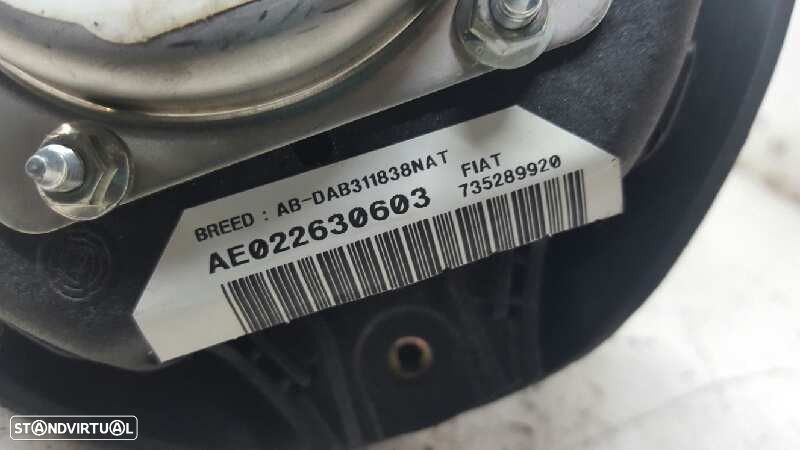 BREED : AB-DAB311838NAT
FIAT
735289920
AE022630603
STANDVIRTUAL